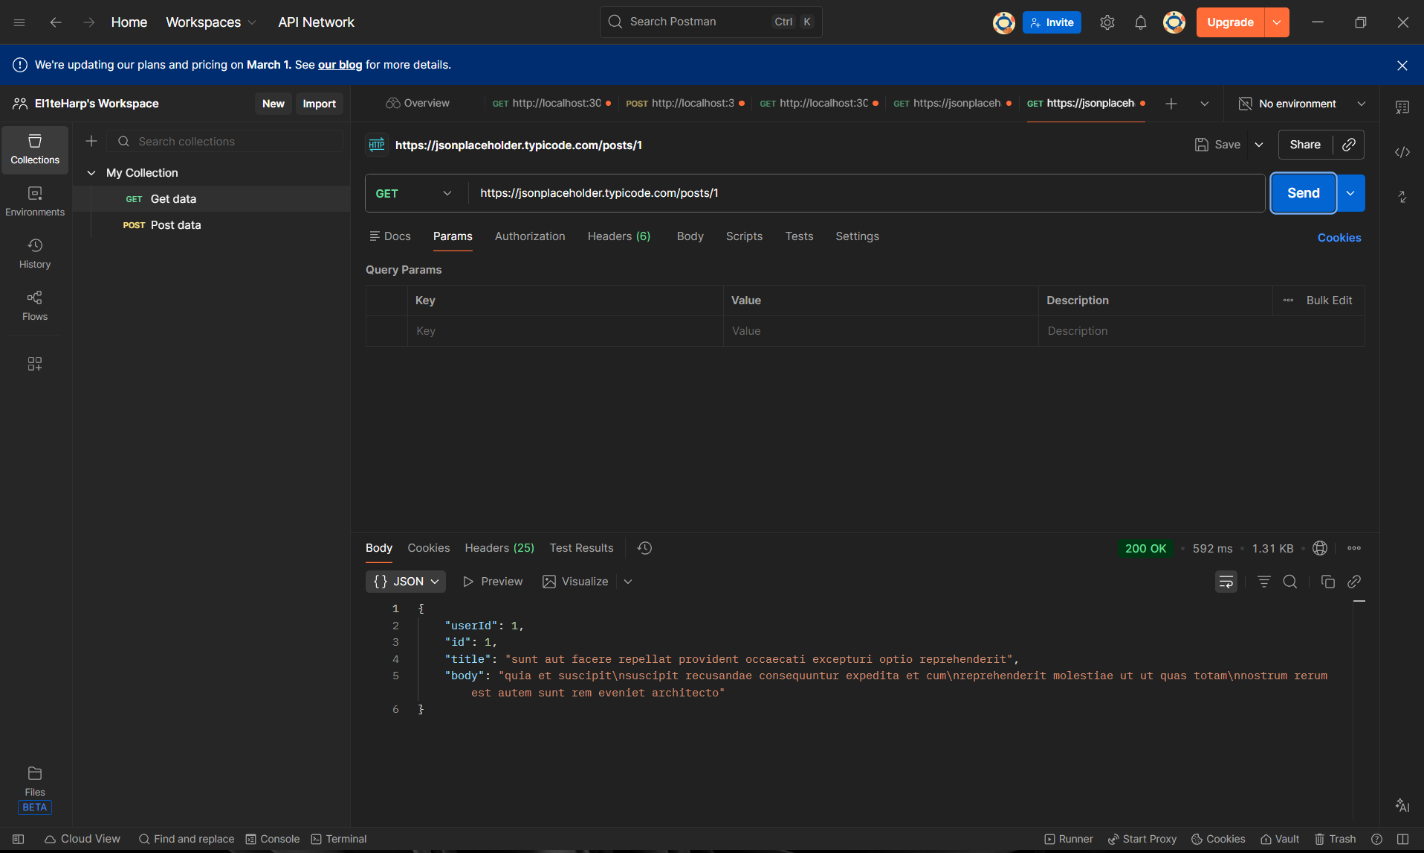 Home Workspaces API Network Search Postman Ctrl K Invite Upgrade
We're updating our plans and pricing on March 1. See our blog for more details.
El1teHarp's Workspace New Import
Overview GET http://localhost:30 POST http://localhost:3 GET http://localhost:30 GET https://jsonplaceh GET https://jsonplaceh No environment
Collections
Environments
History
Flows
Files
BETA
Search collections
My Collection
GET Get data
POST Post data
HTTP https://jsonplaceholder.typicode.com/posts/1 Save Share
GET https://jsonplaceholder.typicode.com/posts/1 Send
Docs Params Authorization Headers (6) Body Scripts Tests Settings Cookies
Query Params
Key Value Description Bulk Edit
Key Value Description
Body Cookies Headers (25) Test Results 200 OK 592 ms 1.31 KB
{} JSON Preview Visualize
1 {
2 "userId": 1,
3 "id": 1,
4 "title": "sunt aut facere repellat provident occaecati excepturi optio reprehenderit",
5 "body": "quia et suscipit\nsuscipit recusandae consequuntur expedita et cum\nreprehenderit molestiae ut ut quas totam\nnostrum rerum
est autem sunt rem eveniet architecto"
6 }
AI
Cloud View Find and replace Console Terminal Runner Start Proxy Cookies Vault Trash